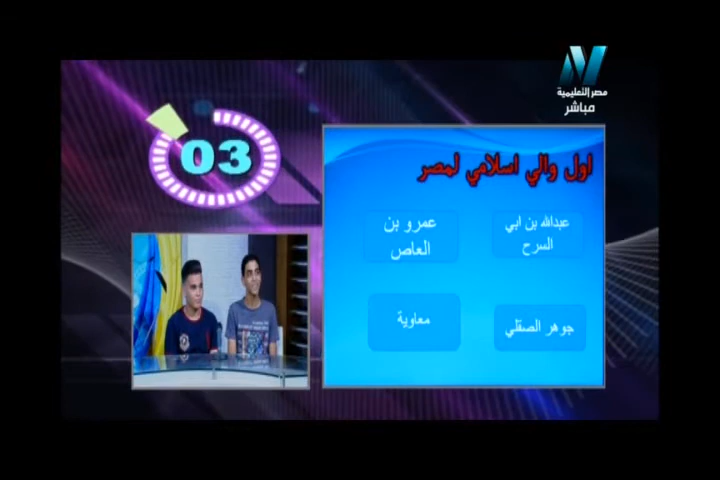 مصر التعليمية
مباشر
03
اول والي اسلامي لمصر
عبدالله بن ابي
السرح
عمرو بن
العاص
جوهر الصقلي
معاوية